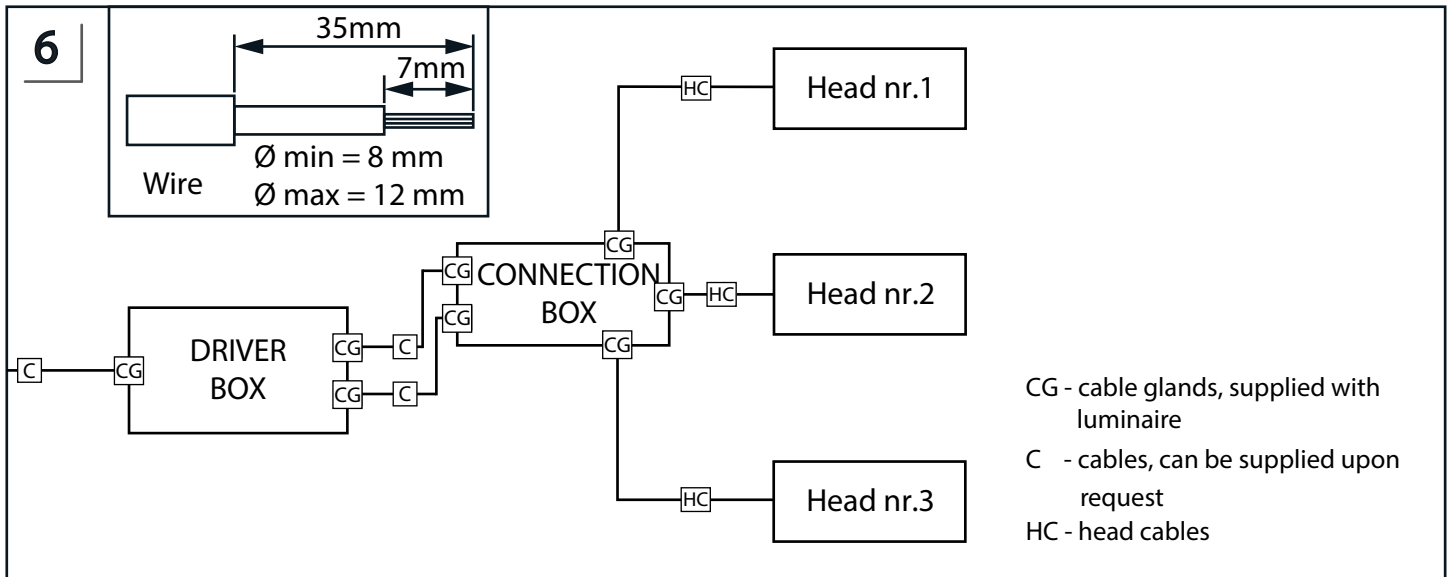 6
35mm
7mm
Ø min = 8 mm
Ø max = 12 mm
Wire
HC
Head nr.1
CG
CG
CONNECTION
BOX
CG
HC
Head nr.2
CG
CG
DRIVER
BOX
CG
C
C
CG
CG
C
HC
Head nr.3
CG - cable glands, supplied with
luminaire
C - cables, can be supplied upon
request
HC - head cables